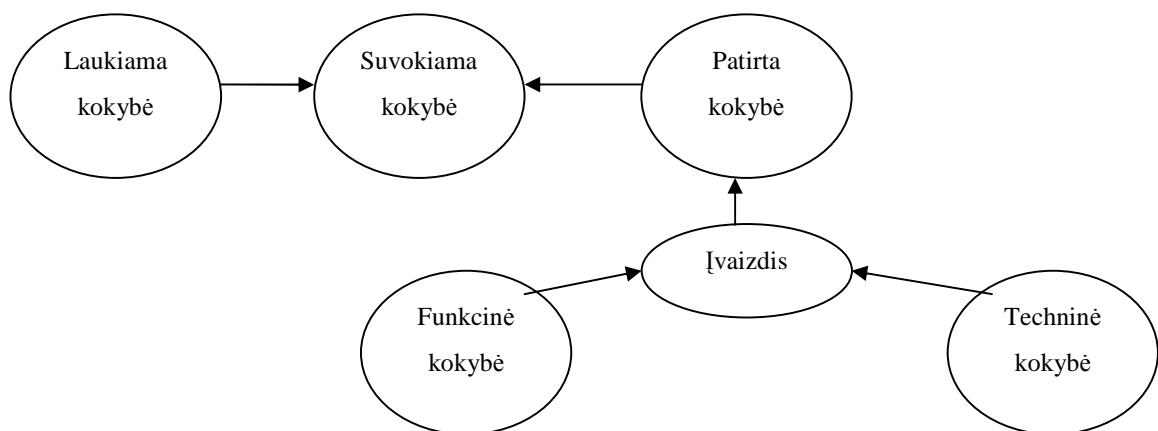 Laukiama
kokybė
Suvokiama
kokybė
Patirta
kokybė
Įvaizdis
Funkcinė
kokybė
Techninė
kokybė